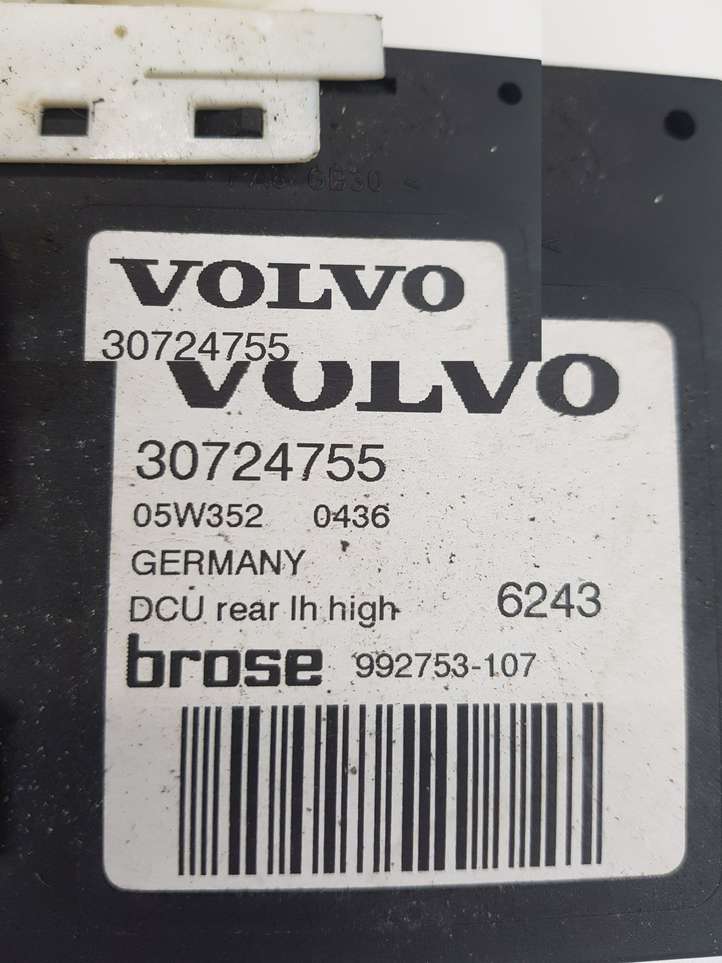 VOLVO
30724755
VOLVO
30724755
05W352 0436
GERMANY
DCU rear lh high 6243
brose 992753-107